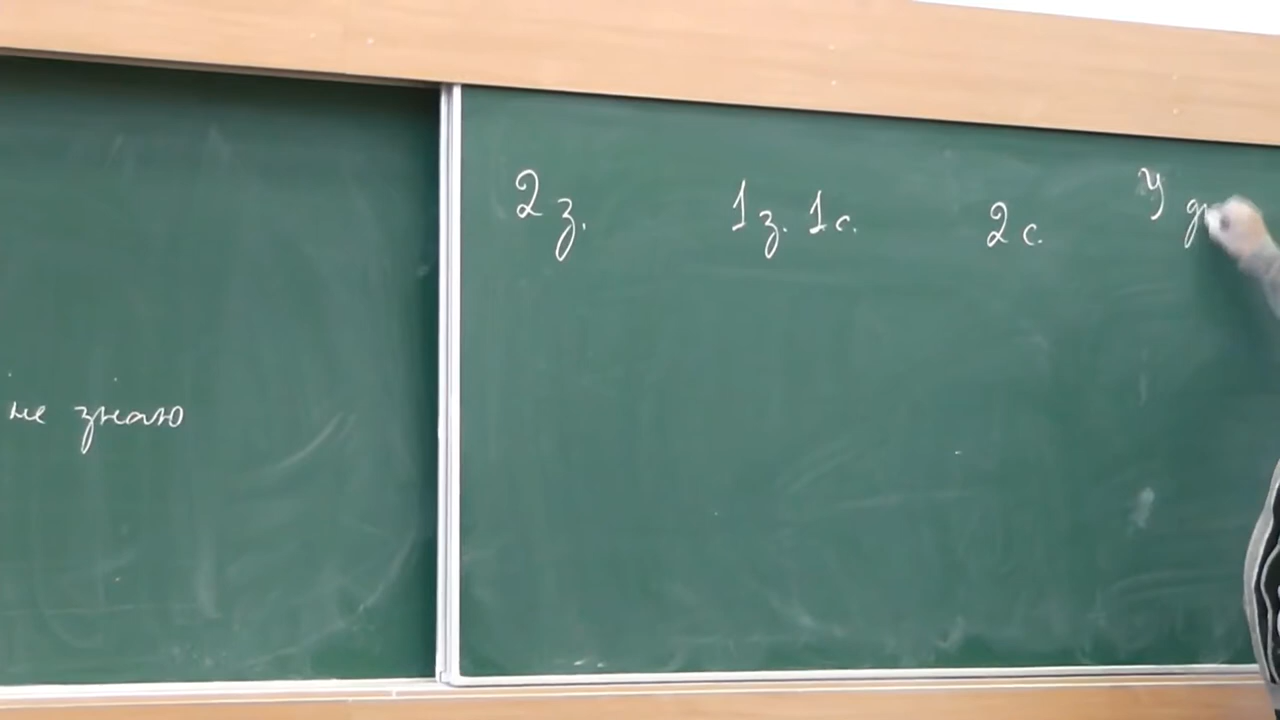 не знаю
2 з. 1 з. 1 с. 2 с. У